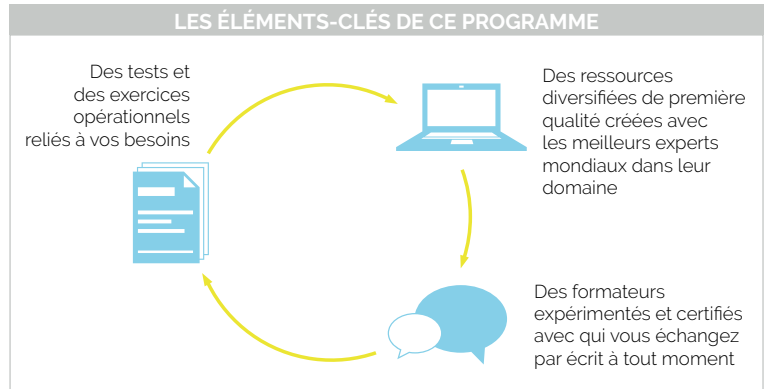 LES ÉLÉMENTS-CLÉS DE CE PROGRAMME
Des tests et
des exercices
opérationnels
reliés à vos besoins
Des ressources
diversifiées de première
qualité créées avec
les meilleurs experts
mondiaux dans leur
domaine
Des formateurs
expérimentés et certifiés
avec qui vous échangez
par écrit à tout moment